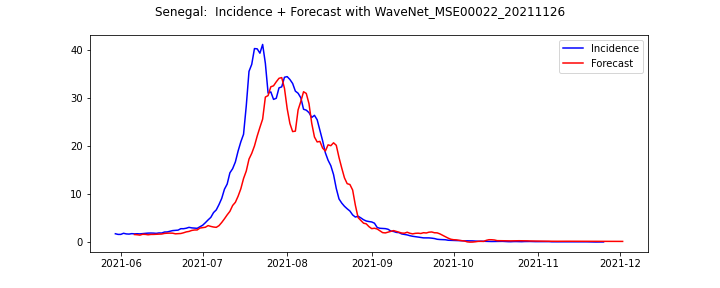 Senegal:  Incidence + Forecast with WaveNet_MSE00022_20211126
Incidence
Forecast
40
30
20
10
0
2021-06 2021-07 2021-08 2021-09 2021-10 2021-11 2021-12